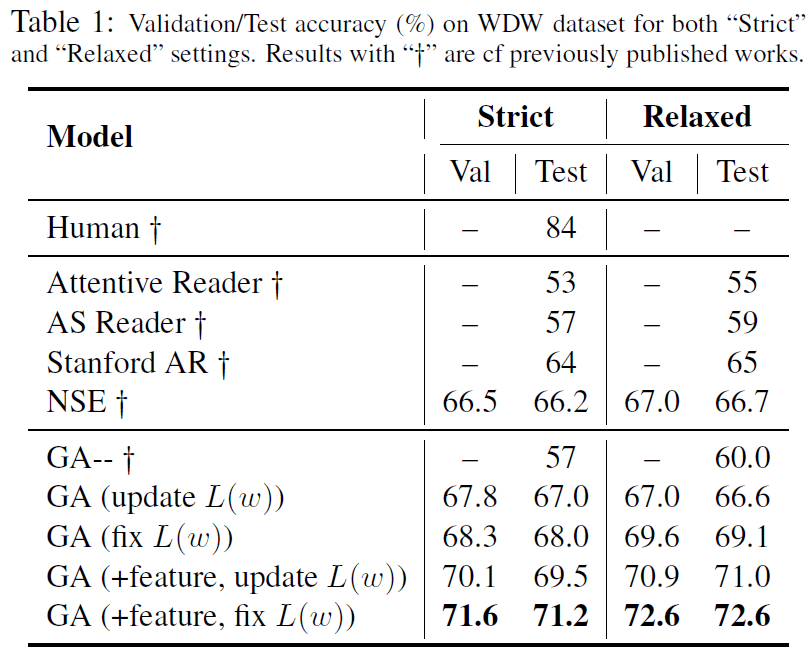 Table 1: Validation/Test accuracy (%) on WDW dataset for both “Strict”
and “Relaxed” settings. Results with “†” are cf previously published works.
Model Strict Relaxed
Val Test Val Test
Human † – 84 – –
Attentive Reader † – 53 – 55
AS Reader † – 57 – 59
Stanford AR † – 64 – 65
NSE † 66.5 66.2 67.0 66.7
GA-- † – 57 – 60.0
GA (update L(w)) 67.8 67.0 67.0 66.6
GA (fix L(w)) 68.3 68.0 69.6 69.1
GA (+feature, update L(w)) 70.1 69.5 70.9 71.0
GA (+feature, fix L(w)) 71.6 71.2 72.6 72.6